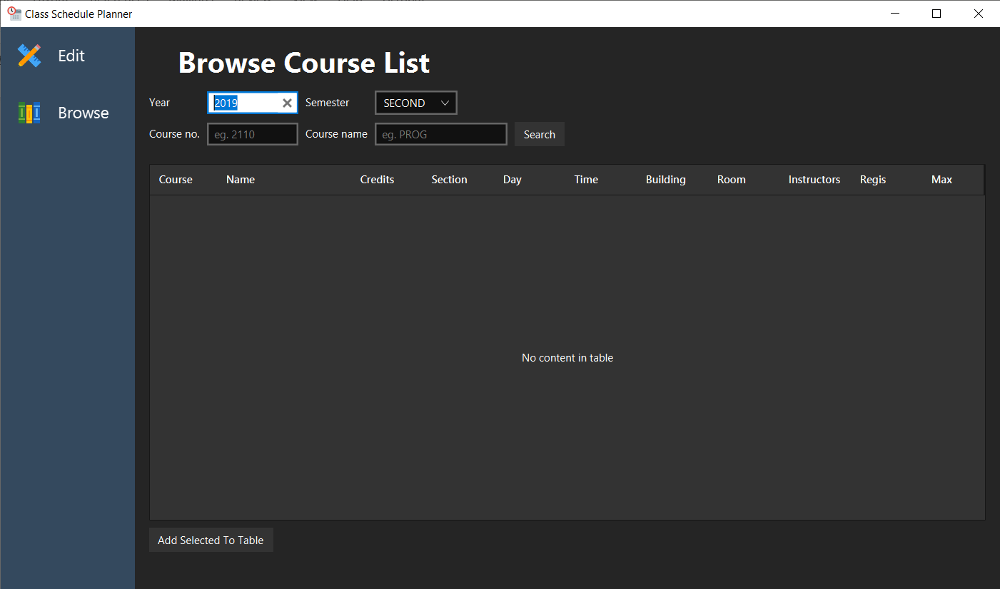 Class Schedule Planner
Edit
Browse
Browse Course List
Year 2019 Semester SECOND
Course no. eg. 2110 Course name eg. PROG Search
Course Name Credits Section Day Time Building Room Instructors Regis Max
No content in table
Add Selected To Table